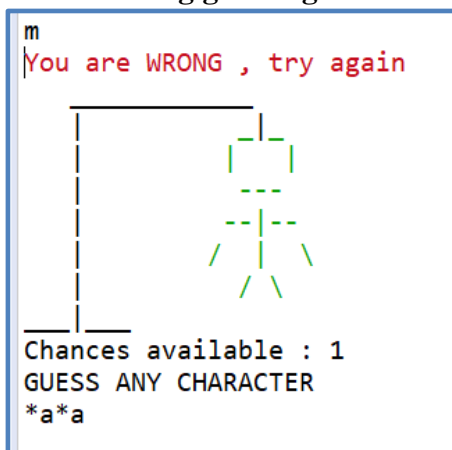 m
You are WRONG , try again
Chances available : 1
GUESS ANY CHARACTER
*a*a